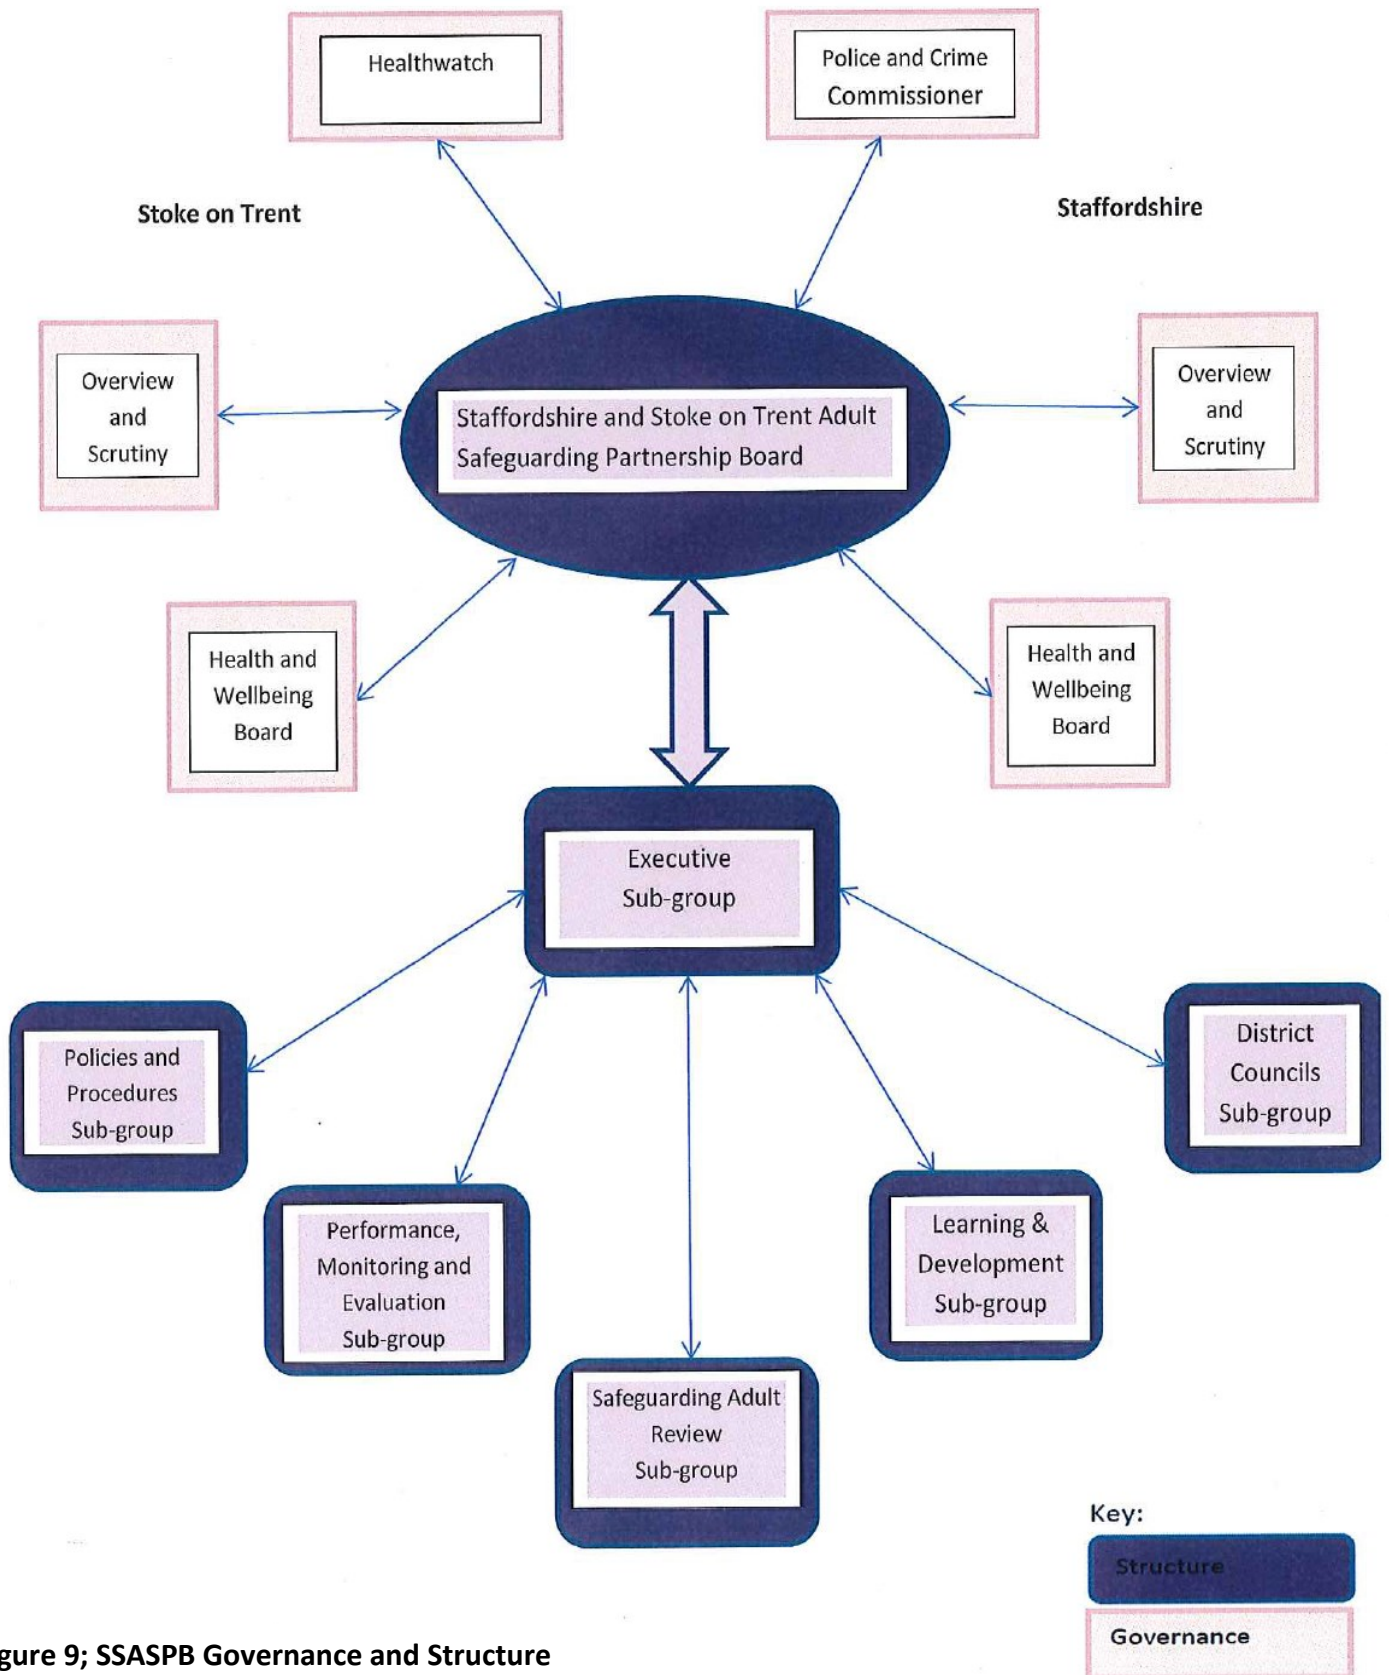 Healthwatch
Police and Crime
Commissioner
Stoke on Trent
Staffordshire
Overview
and
Scrutiny
Staffordshire and Stoke on Trent Adult
Safeguarding Partnership Board
Overview
and
Scrutiny
Health and
Wellbeing
Board
Health and
Wellbeing
Board
Executive
Sub-group
Policies and
Procedures
Sub-group
District
Councils
Sub-group
Performance,
Monitoring and
Evaluation
Sub-group
Learning &
Development
Sub-group
Safeguarding Adult
Review
Sub-group
Key:
Structure
Governance
gure 9; SSASPB Governance and Structure